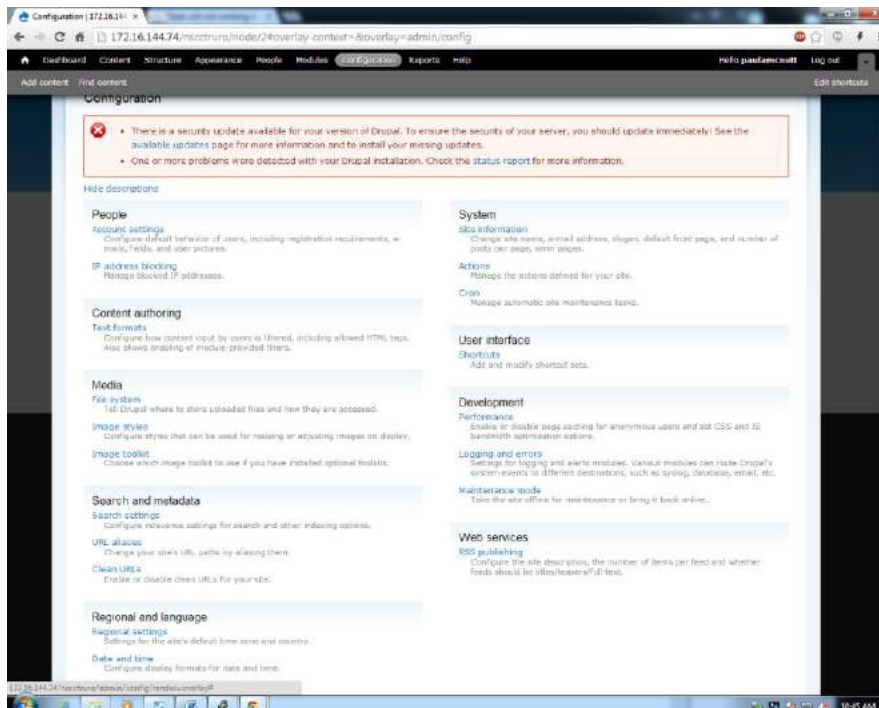 Configuration | 172.16.144
172.16.144.74/nscctruro/node/2#overlay-context=&overlay=admin/config
Dashboard Content Structure Appearance People Modules Configuration Reports Help
Hello Log out
Add content Find content
Edit shortcuts
Configuration
There is a security update available for your version of Drupal. To ensure the security of your server, you should update immediately! See the
available updates page for more information and to install your missing updates.
One or more problems were detected with your Drupal installation. Check the status report for more information.
Hide descriptions
People
Account settings
Configure default behavior of users, including registration requirements, e-
mails, fields, and user pictures.
IP address blocking
Manage blocked IP addresses.
Content authoring
Text formats
Configure how content input by users is filtered, including allowed HTML tags.
Also allows enabling of module-provided filters.
Media
File system
Tell Drupal where to store uploaded files and how they are accessed.
Image styles
Configure styles that can be used for resizing or adjusting images on display.
Image toolkit
Choose which image toolkit to use if you have installed optional toolkits.
Search and metadata
Search settings
Configure relevance settings for search and other indexing options.
URL aliases
Change your site's URL paths by aliasing them.
Clean URLs
Enable or disable clean URLs for your site.
Regional and language
Regional settings
Settings for the site's default time zone and country.
Date and time
Configure display formats for date and time.
System
Site information
Change site name, e-mail address, slogan, default front page, and number of
posts per page, error pages.
Actions
Manage the actions defined for your site.
Cron
Manage automatic site maintenance tasks.
User interface
Shortcuts
Add and modify shortcut sets.
Development
Performance
Enable or disable page caching for anonymous users and set CSS and JS
bandwidth optimization options.
Logging and errors
Settings for logging and alerts modules. Various modules can route Drupal's
system events to different destinations, such as syslog, database, email, etc.
Maintenance mode
Take the site offline for maintenance or bring it back online.
Web services
RSS publishing
Configure the site description, the number of items per feed and whether
feeds should be titles/teasers/full-text.
172.16.144.74/nscctruro/admin/config?render=overlay#
10:45 AM